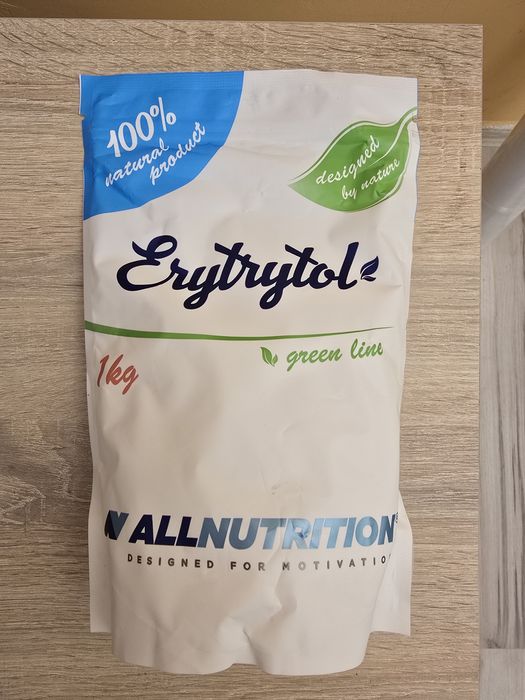 100%
natural
product
designed
by nature
Erytrytol
green line
1kg
ALLNUTRITION®
DESIGNED FOR MOTIVATIO